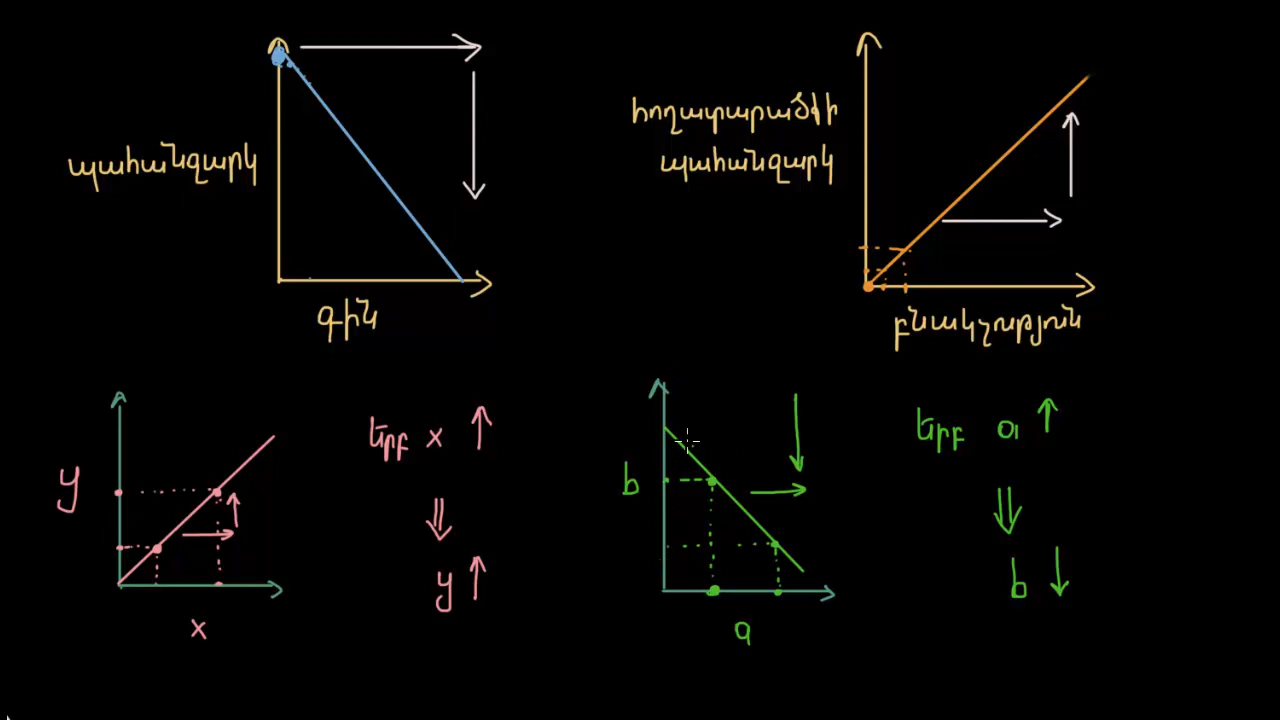 պահանջարկ
գին
հողատարածքի
պահանջարկ
բնակչություն
y
x
երբ x ↑
⇓
y ↑
b
a
երբ a ↑
⇓
b ↓